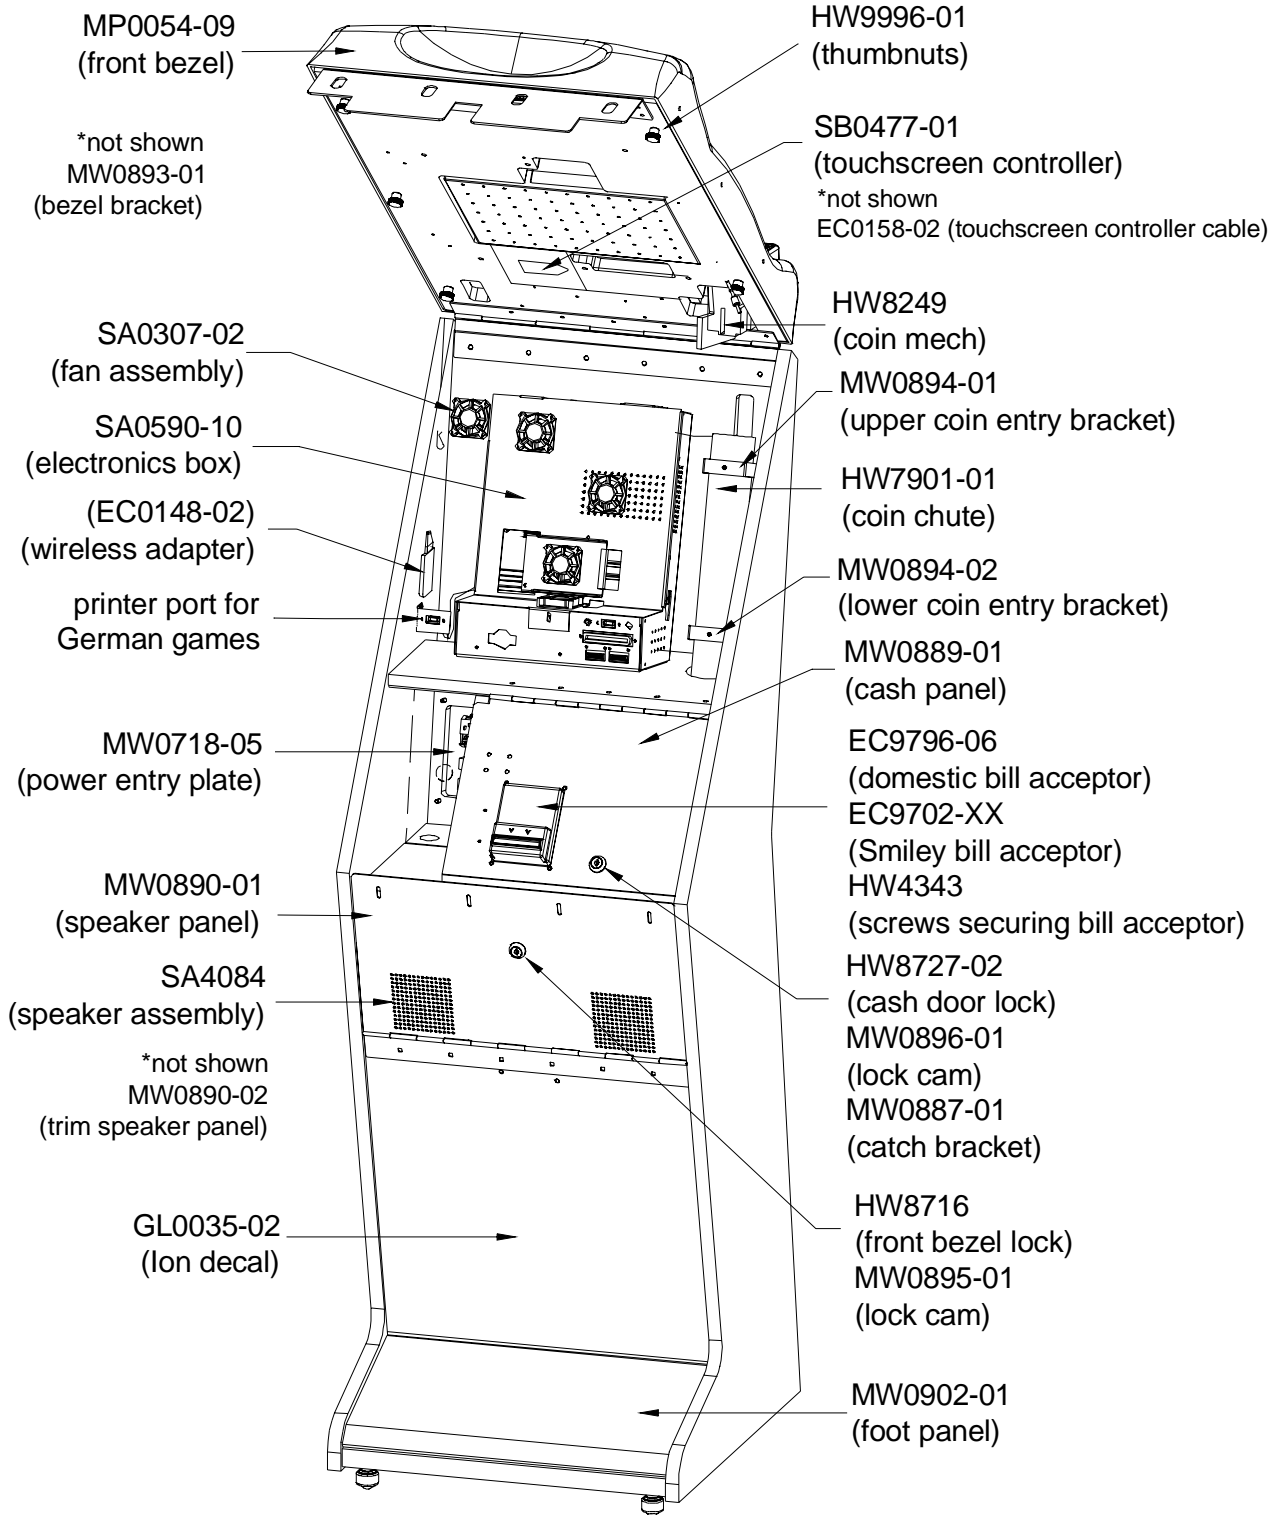 MP0054-09
(front bezel)
*not shown
MW0893-01
(bezel bracket)
SA0307-02
(fan assembly)
SA0590-10
(electronics box)
(EC0148-02)
(wireless adapter)
printer port for
German games
MW0718-05
(power entry plate)
MW0890-01
(speaker panel)
SA4084
(speaker assembly)
*not shown
MW0890-02
(trim speaker panel)
GL0035-02
(Ion decal)
HW9996-01
(thumbnuts)
SB0477-01
(touchscreen controller)
*not shown
EC0158-02 (touchscreen controller cable)
HW8249
(coin mech)
MW0894-01
(upper coin entry bracket)
HW7901-01
(coin chute)
MW0894-02
(lower coin entry bracket)
MW0889-01
(cash panel)
EC9796-06
(domestic bill acceptor)
EC9702-XX
(Smiley bill acceptor)
HW4343
(screws securing bill acceptor)
HW8727-02
(cash door lock)
MW0896-01
(lock cam)
MW0887-01
(catch bracket)
HW8716
(front bezel lock)
MW0895-01
(lock cam)
MW0902-01
(foot panel)